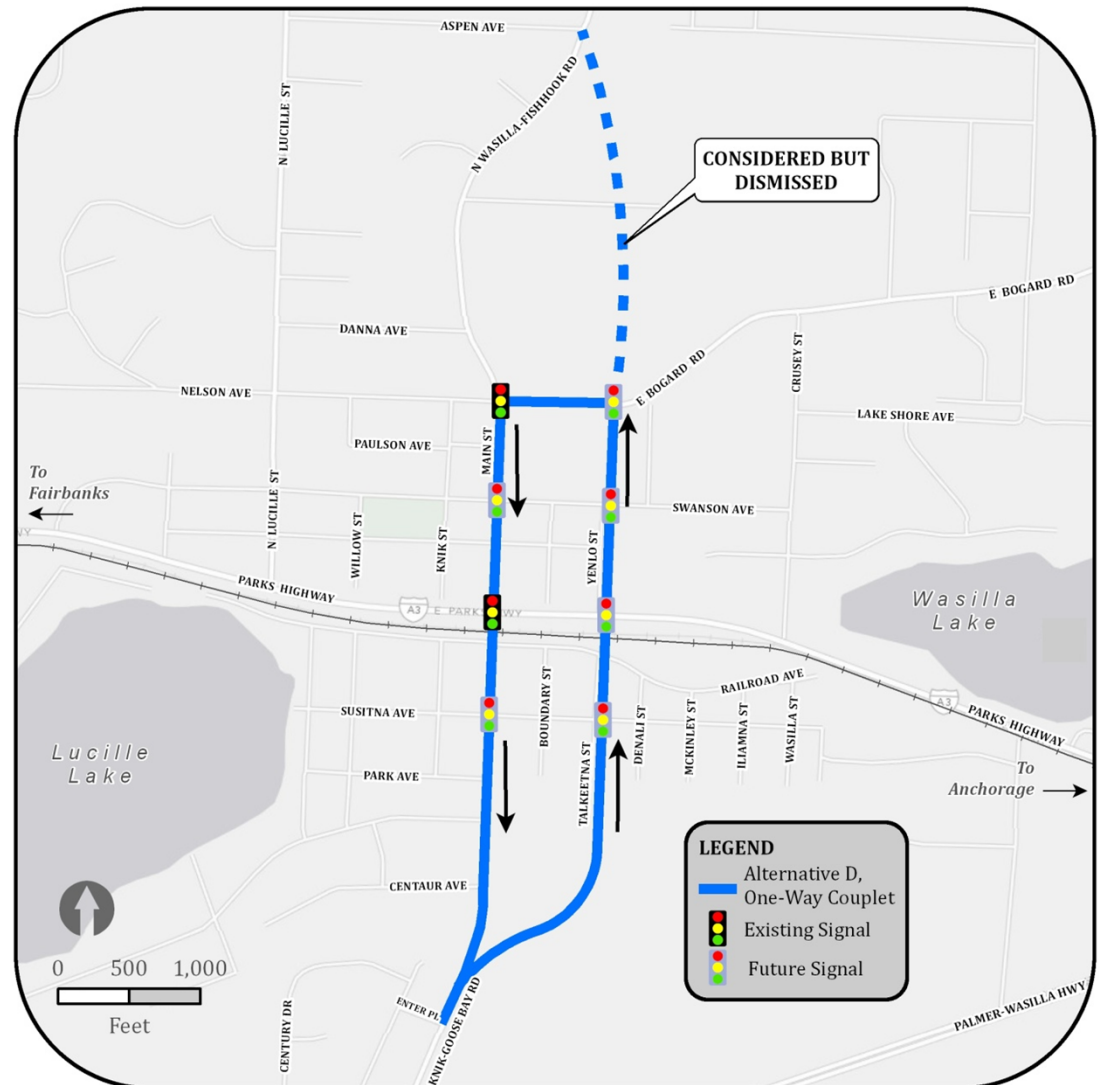 ASPEN AVE
N LUCILLE ST
N WASILLA-FISHHOOK RD
CONSIDERED BUT
DISMISSED
E BOGARD RD
DANNA AVE
CRUSEY ST
E BOGARD RD
NELSON AVE
LAKE SHORE AVE
MAIN ST
PAULSON AVE
To
Fairbanks
N LUCILLE ST
SWANSON AVE
WILLOW ST
KNIK ST
YENLO ST
PARKS HIGHWAY
WY
A3
E PARKS HWY
Wasilla
Lake
RAILROAD AVE
A3
PARKS HIGHWAY
SUSITNA AVE
BOUNDARY ST
DENALI ST
MCKINLEY ST
ILIAMNA ST
WASILLA ST
Lucille
Lake
PARK AVE
TALKEETNA ST
To
Anchorage
CENTAUR AVE
LEGEND
Alternative D,
One-Way Couplet
Existing Signal
Future Signal
0 500 1,000
Feet
ENTER PL
CENTURY DR
KNIK-GOOSE BAY RD
PALMER-WASILLA HWY